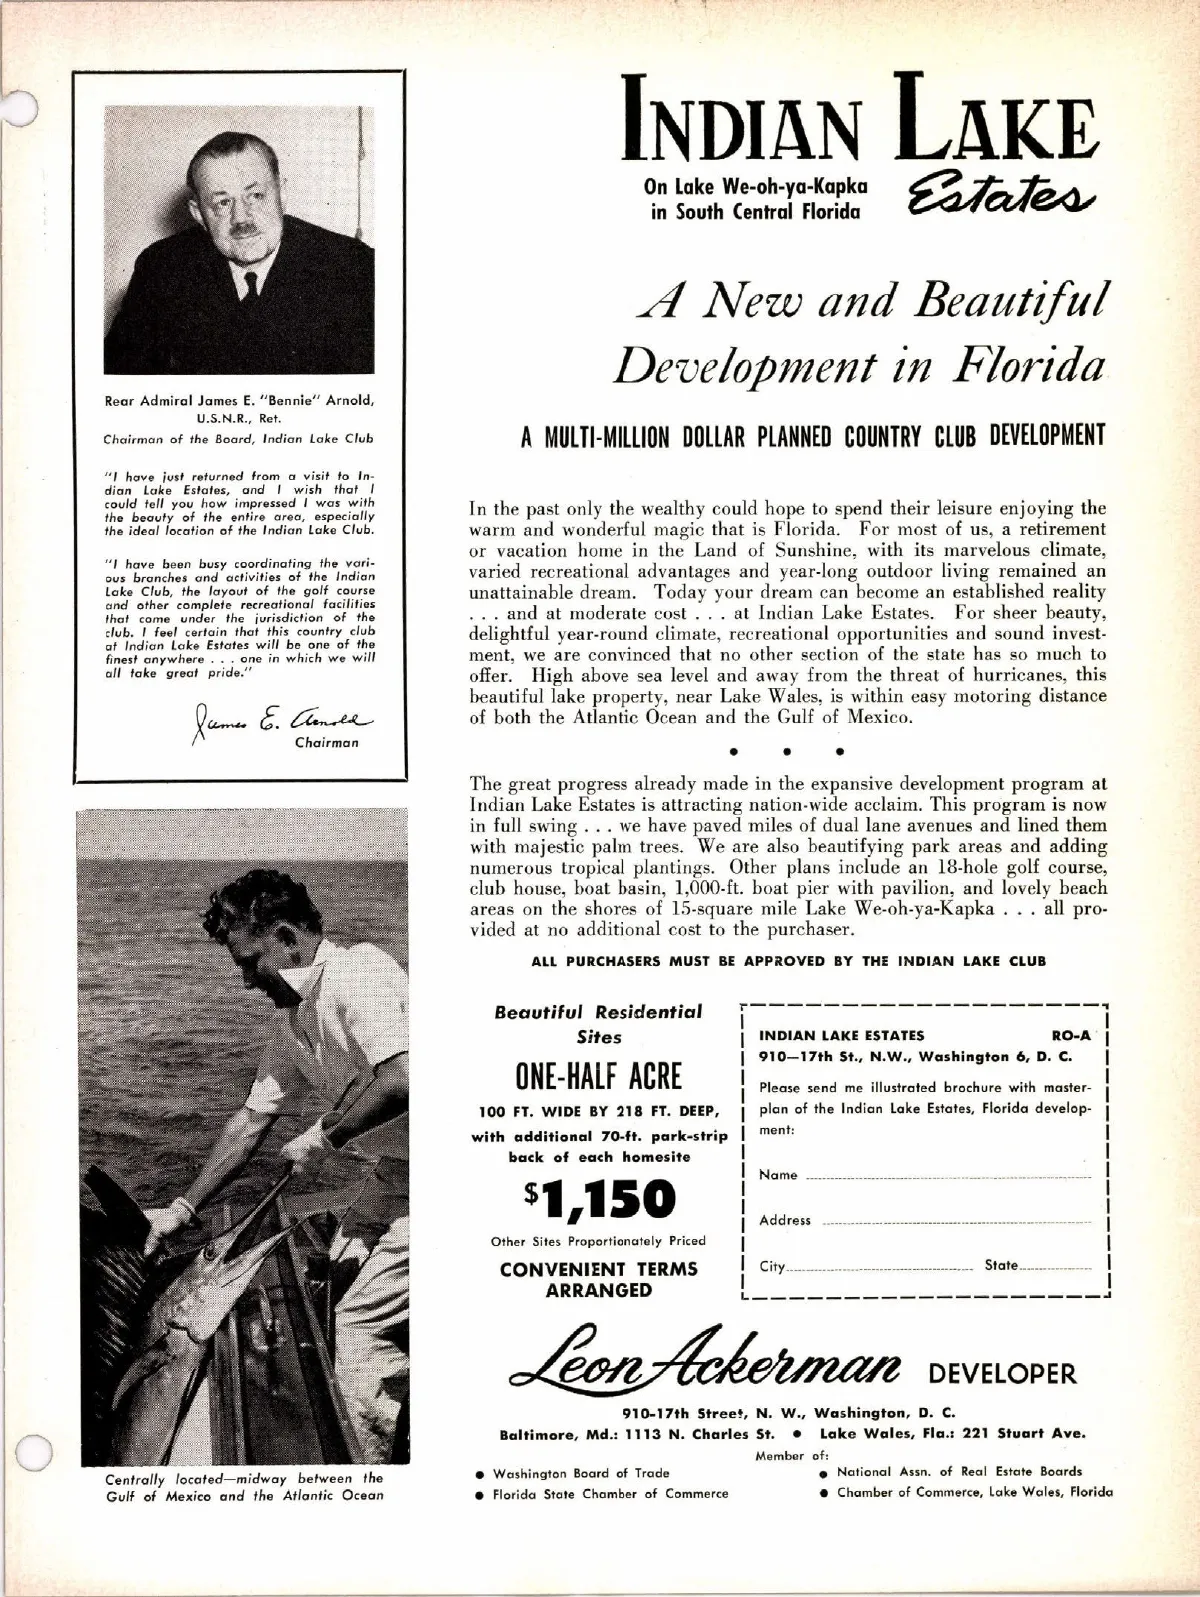 Rear Admiral James E. "Bennie" Arnold,
U.S.N.R., Ret.
Chairman of the Board, Indian Lake Club
"I have just returned from a visit to In-
dian Lake Estates, and I wish that I
could tell you how impressed I was with
the beauty of the entire area, especially
the ideal location of the Indian Lake Club.
"I have been busy coordinating the vari-
ous branches and activities of the Indian
Lake Club, the layout of the golf course
and other complete recreational facilities
that come under the jurisdiction of the
club. I feel certain that this country club
at Indian Lake Estates will be one of the
finest anywhere . . . one in which we will
all take great pride."
James E. Arnold
Chairman
Centrally located—midway between the
Gulf of Mexico and the Atlantic Ocean
INDIAN LAKE
Estates
On Lake We-oh-ya-Kapka
in South Central Florida
A New and Beautiful
Development in Florida
A MULTI-MILLION DOLLAR PLANNED COUNTRY CLUB DEVELOPMENT
In the past only the wealthy could hope to spend their leisure enjoying the
warm and wonderful magic that is Florida. For most of us, a retirement
or vacation home in the Land of Sunshine, with its marvelous climate,
varied recreational advantages and year-long outdoor living remained an
unattainable dream. Today your dream can become an established reality
. . . and at moderate cost . . . at Indian Lake Estates. For sheer beauty,
delightful year-round climate, recreational opportunities and sound invest-
ment, we are convinced that no other section of the state has so much to
offer. High above sea level and away from the threat of hurricanes, this
beautiful lake property, near Lake Wales, is within easy motoring distance
of both the Atlantic Ocean and the Gulf of Mexico.
• • •
The great progress already made in the expansive development program at
Indian Lake Estates is attracting nation-wide acclaim. This program is now
in full swing . . . we have paved miles of dual lane avenues and lined them
with majestic palm trees. We are also beautifying park areas and adding
numerous tropical plantings. Other plans include an 18-hole golf course,
club house, boat basin, 1,000-ft. boat pier with pavilion, and lovely beach
areas on the shores of 15-square mile Lake We-oh-ya-Kapka . . . all pro-
vided at no additional cost to the purchaser.
ALL PURCHASERS MUST BE APPROVED BY THE INDIAN LAKE CLUB
Beautiful Residential
Sites
ONE-HALF ACRE
100 FT. WIDE BY 218 FT. DEEP,
with additional 70-ft. park-strip
back of each homesite
$1,150
Other Sites Proportionately Priced
CONVENIENT TERMS
ARRANGED
INDIAN LAKE ESTATES RO-A
910—17th St., N.W., Washington 6, D. C.
Please send me illustrated brochure with master-
plan of the Indian Lake Estates, Florida develop-
ment:
Name
Address
City State
Leon Ackerman DEVELOPER
910-17th Street, N. W., Washington, D. C.
Baltimore, Md.: 1113 N. Charles St. • Lake Wales, Fla.: 221 Stuart Ave.
Member of:
• Washington Board of Trade
• Florida State Chamber of Commerce
• National Assn. of Real Estate Boards
• Chamber of Commerce, Lake Wales, Florida